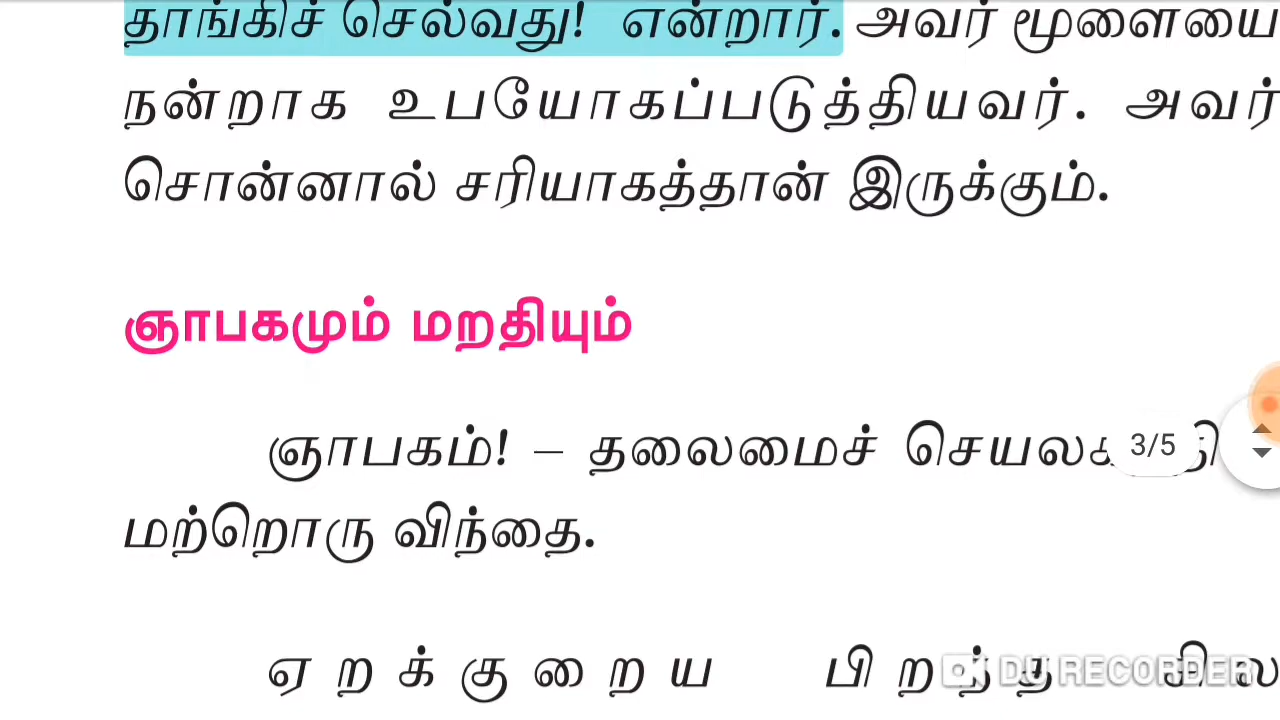 தாங்கிச் செல்வது! என்றார். அவர் மூளையை
நன்றாக உபயோகப்படுத்தியவர். அவர்
சொன்னால் சரியாகத்தான் இருக்கும்.
ஞாபகமும் மறதியும்
ஞாபகம்! – தலைமைச்
3/5
மற்றொரு விந்தை.
ஏறக்குறைய பிறந்த சில
DU RECORDER